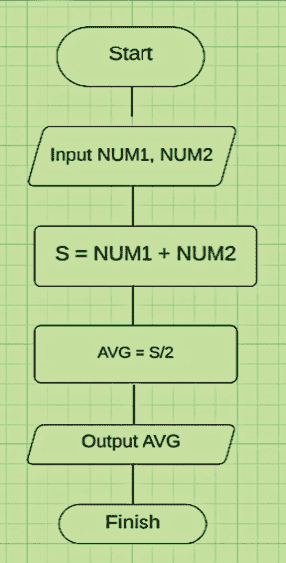 Start
Input NUM1, NUM2
S = NUM1 + NUM2
AVG = S/2
Output AVG
Finish